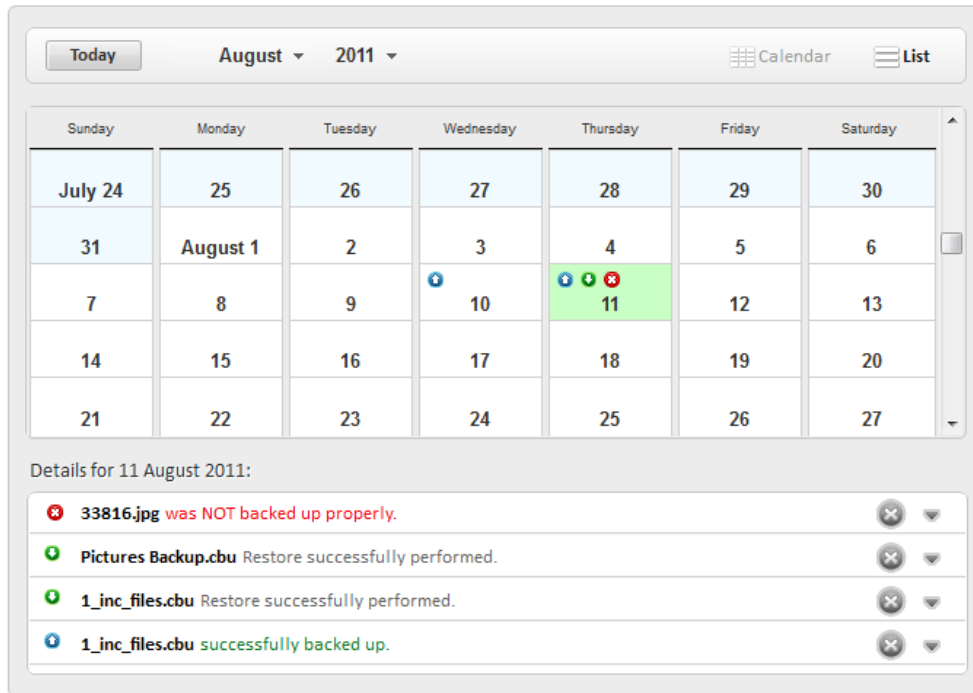 Today August 2011 Calendar List
Sunday Monday Tuesday Wednesday Thursday Friday Saturday
July 24 25 26 27 28 29 30
31 August 1 2 3 4 5 6
7 8 9 10 11 12 13
14 15 16 17 18 19 20
21 22 23 24 25 26 27
Details for 11 August 2011:
33816.jpg was NOT backed up properly.
Pictures Backup.cbu Restore successfully performed.
1_inc_files.cbu Restore successfully performed.
1_inc_files.cbu successfully backed up.